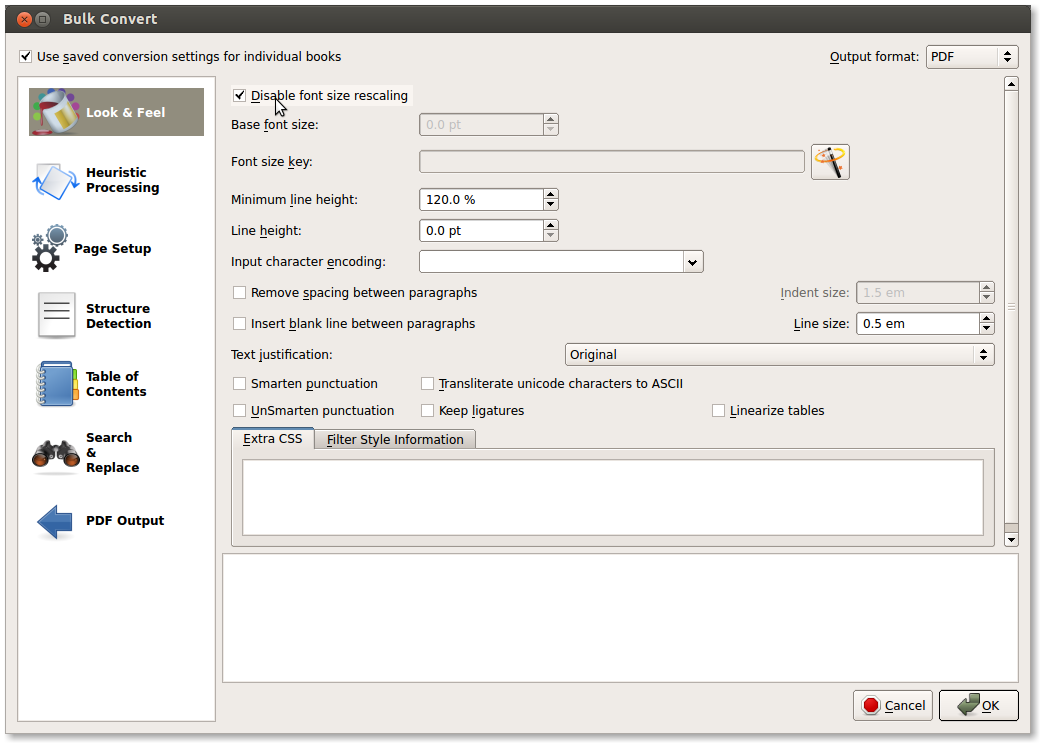 Bulk Convert
Use saved conversion settings for individual books
Output format: PDF
Look & Feel
Heuristic
Processing
Page Setup
Structure
Detection
Table of
Contents
Search
&
Replace
PDF Output
Disable font size rescaling
Base font size: 0.0 pt
Font size key:
Minimum line height: 120.0 %
Line height: 0.0 pt
Input character encoding:
Remove spacing between paragraphs Indent size: 1.5 em
Insert blank line between paragraphs Line size: 0.5 em
Text justification: Original
Smarten punctuation Transliterate unicode characters to ASCII
UnSmarten punctuation Keep ligatures Linearize tables
Extra CSS Filter Style Information
Cancel OK